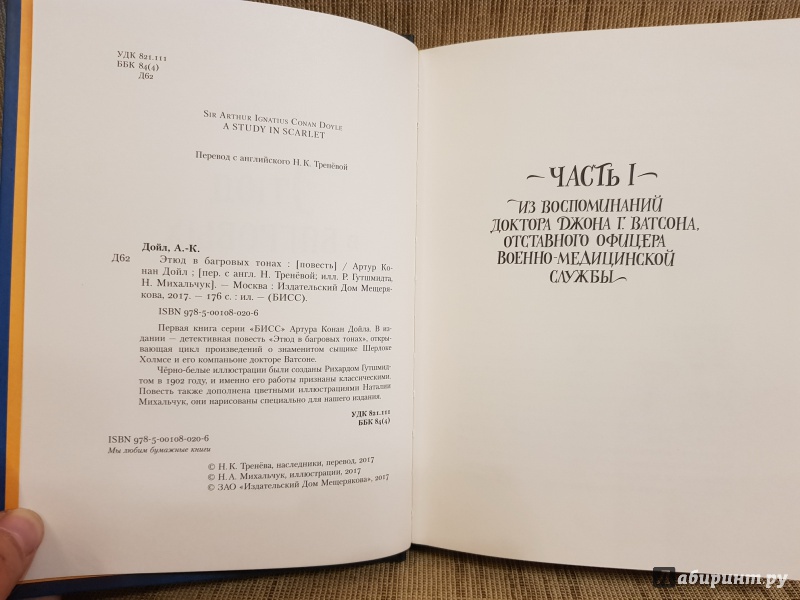 УДК 821.111
ББК 84(4)
Д62
Sir Arthur Ignatius Conan Doyle
A STUDY IN SCARLET
Перевод с английского Н. К. Тренёвой
Дойл, А.-К.
Д62 Этюд в багровых тонах : [повесть] / Артур Ко-
нан Дойл ; [пер. с англ. Н. Тренёвой; илл. Р. Гутшмидта,
Н. Михальчук]. — Москва : Издательский Дом Мещеря-
кова, 2017. — 176 с. : ил. — (БИСС).
ISBN 978-5-00108-020-6
Первая книга серии «БИСС» Артура Конан Дойла. В из-
дании — детективная повесть «Этюд в багровых тонах», откры-
вающая цикл произведений о знаменитом сыщике Шерлоке
Холмсе и его компаньоне докторе Ватсоне.
Чёрно-белые иллюстрации были созданы Рихардом Гутшмид-
том в 1902 году, и именно его работы признаны классическими.
Повесть также дополнена цветными иллюстрациями Наталии
Михальчук, они нарисованы специально для нашего издания.
УДК 821.111
ББК 84(4)
ISBN 978-5-00108-020-6
Мы любим бумажные книги
© Н. К. Тренёва, наследники, перевод, 2017
© Н. А. Михальчук, иллюстрации, 2017
© ЗАО «Издательский Дом Мещерякова», 2017
ЧАСТЬ I
ИЗ ВОСПОМИНАНИЙ
ДОКТОРА ДЖОНА Г. ВАТСОНА,
ОТСТАВНОГО ОФИЦЕРА
ВОЕННО-МЕДИЦИНСКОЙ
СЛУЖБЫ
Лабиринт.ру